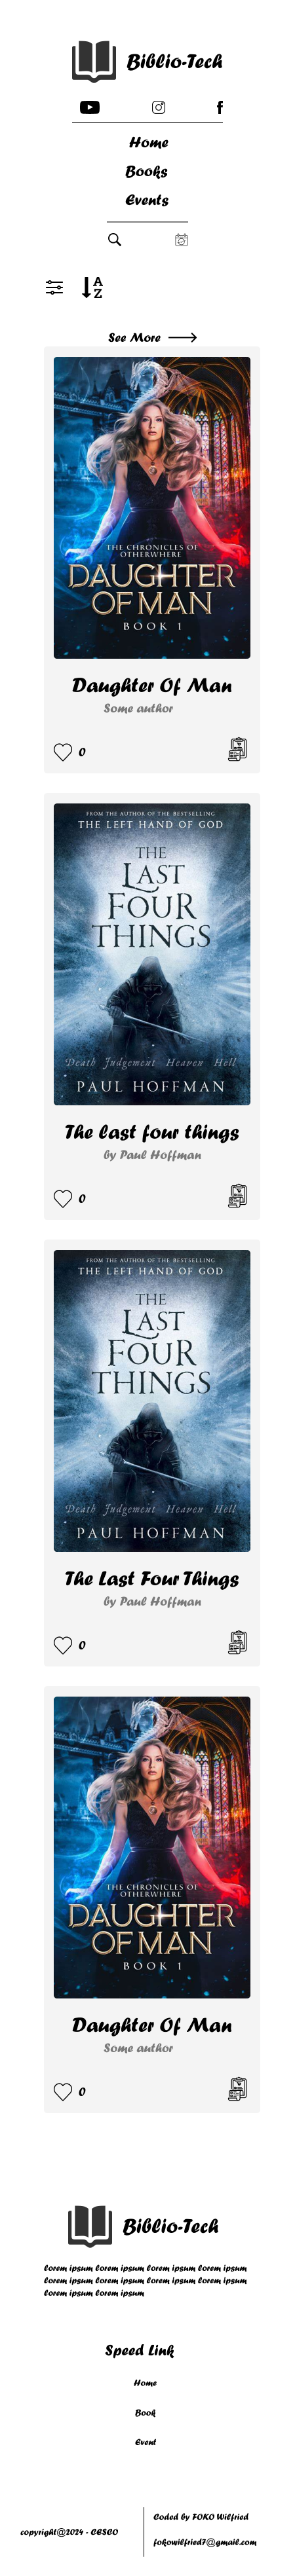 Biblio-Tech
Home
Books
Events
A
Z
See More
THE CHRONICLES OF
OTHERWHERE
DAUGHTER
OF MAN
BOOK 1
Daughter Of Man
Some author
0
FROM THE AUTHOR OF THE BESTSELLING
THE LEFT HAND OF GOD
THE
LAST
FOUR
THINGS
Death Judgement Heaven Hell
PAUL HOFFMAN
The last four things
by Paul Hoffman
0
FROM THE AUTHOR OF THE BESTSELLING
THE LEFT HAND OF GOD
THE
LAST
FOUR
THINGS
Death Judgement Heaven Hell
PAUL HOFFMAN
The Last Four Things
by Paul Hoffman
0
THE CHRONICLES OF
OTHERWHERE
DAUGHTER
OF MAN
BOOK 1
Daughter Of Man
Some author
0
Biblio-Tech
lorem ipsum lorem ipsum lorem ipsum lorem ipsum
lorem ipsum lorem ipsum lorem ipsum lorem ipsum
lorem ipsum lorem ipsum
Speed Link
Home
Book
Event
copyright@2024 - CESCO
Coded by FOKO Wilfried
fokowilfried7@gmail.com